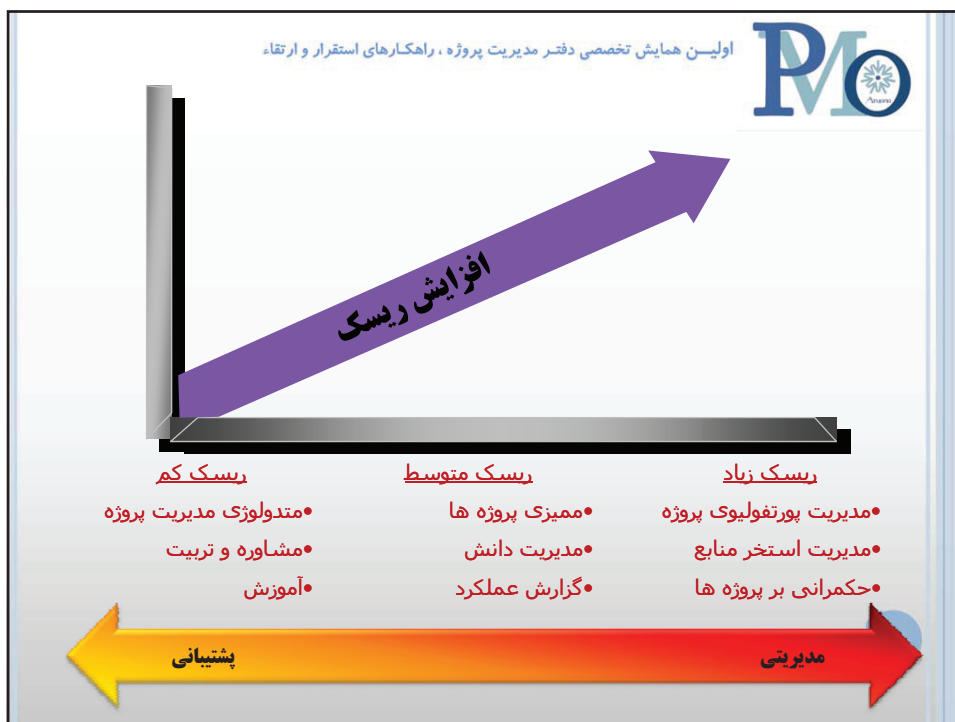 اولیـــن همایش تخصصی دفتـر مدیریت پروژه ، راهکـارهای استقرار و ارتقاء
PMO
Aryana
افزایش ریسک
ریسک زیاد
•مدیریت پورتفولیوی پروژه
•مدیریت استخر منابع
•حکمرانی بر پروژه ها
ریسک متوسط
•ممیزی پروژه ها
•مدیریت دانش
•گزارش عملکرد
ریسک کم
•متدولوژی مدیریت پروژه
•مشاوره و تربیت
•آموزش
مدیریتی
پشتیبانی